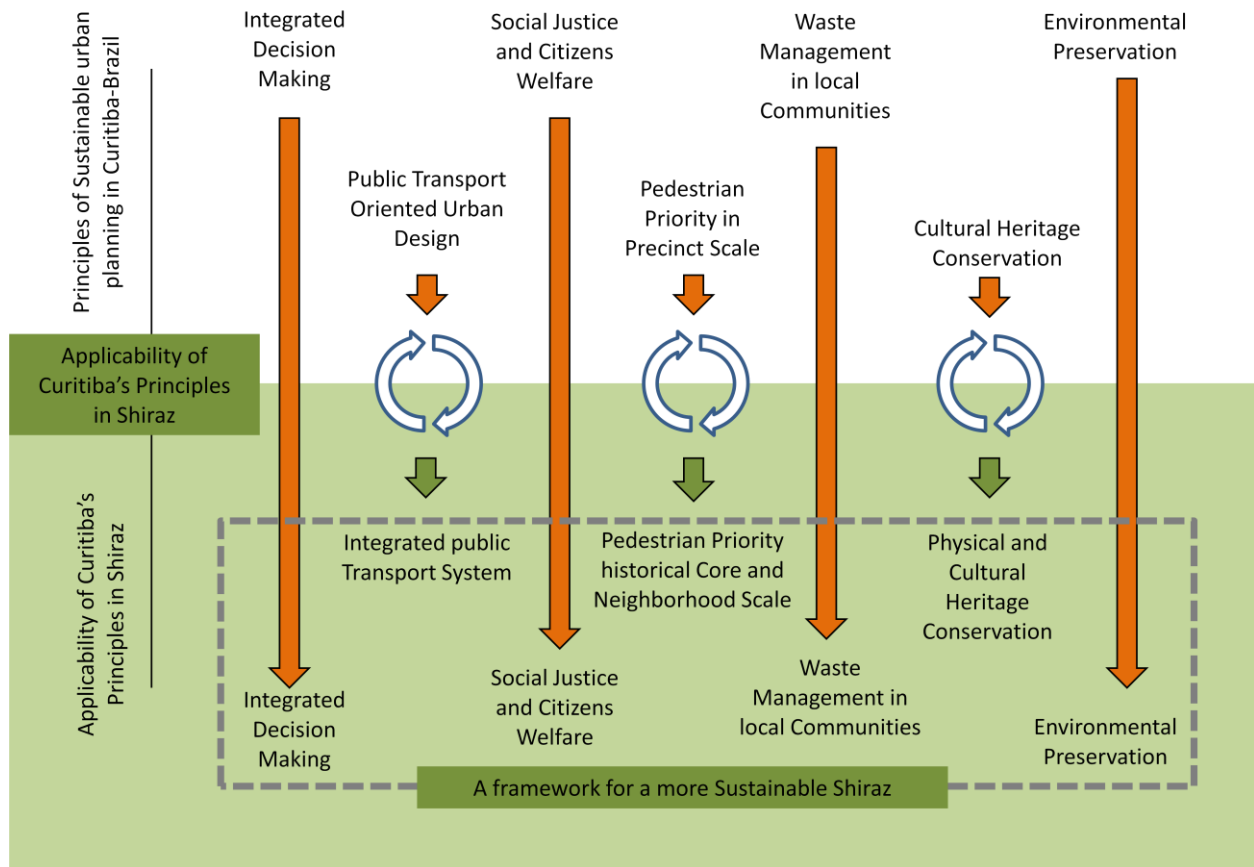 Integrated
Decision
Making
Social Justice
and Citizens
Welfare
Waste
Management
in local
Communities
Environmental
Preservation
Principles of Sustainable urban
planning in Curitiba-Brazil
Public Transport
Oriented Urban
Design
Pedestrian
Priority in
Precinct Scale
Cultural Heritage
Conservation
Applicability of
Curitiba's Principles
in Shiraz
Applicability of Curitiba's
Principles in Shiraz
Integrated public
Transport System
Pedestrian Priority
historical Core and
Neighborhood Scale
Physical and
Cultural
Heritage
Conservation
Integrated
Decision
Making
Social Justice
and Citizens
Welfare
Waste
Management in
local Communities
Environmental
Preservation
A framework for a more Sustainable Shiraz